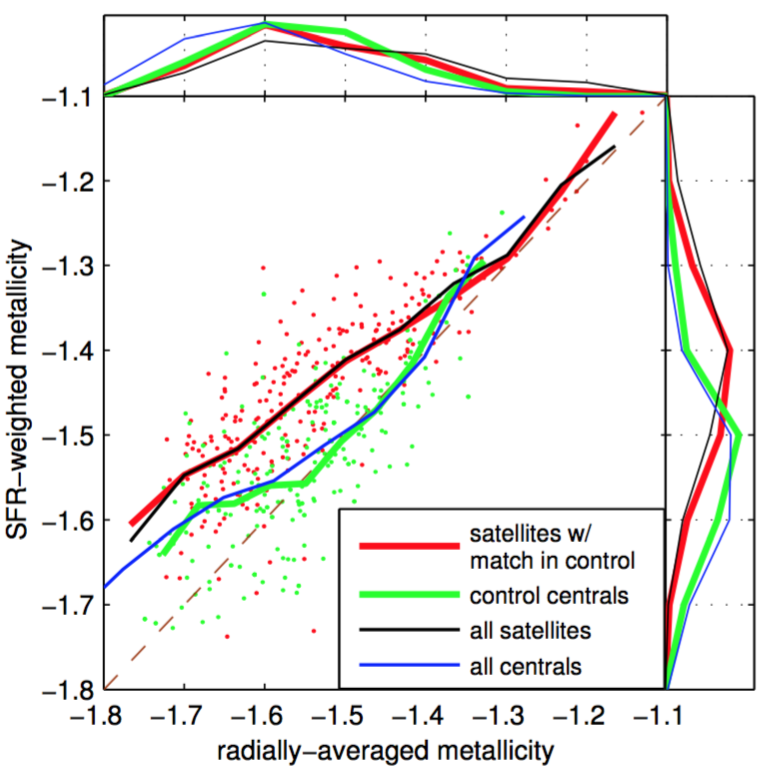 −1.1
−1.2
−1.3
−1.4
−1.5
−1.6
−1.7
−1.8
SFR−weighted metallicity
satellites w/
match in control
control centrals
all satellites
all centrals
−1.8 −1.7 −1.6 −1.5 −1.4 −1.3 −1.2 −1.1
radially−averaged metallicity